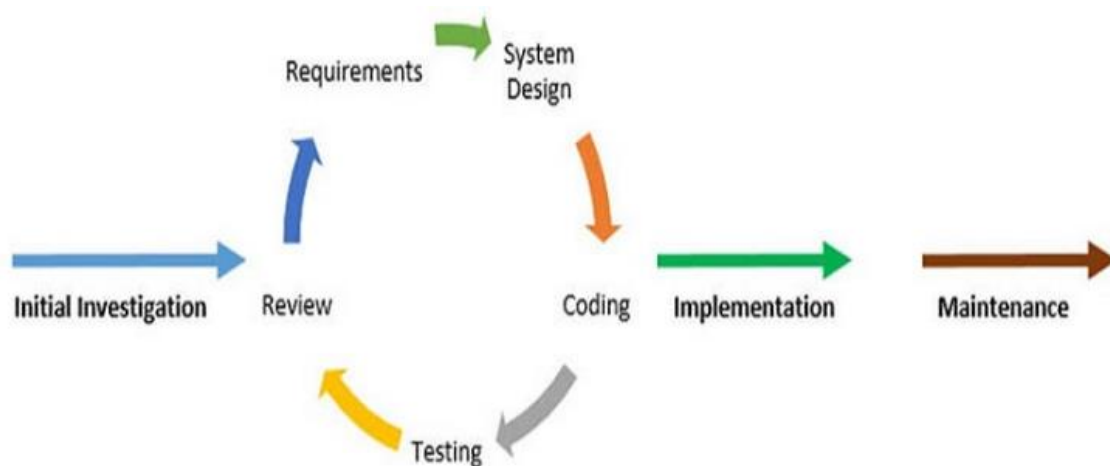 Requirements
System
Design
Initial Investigation
Review
Coding
Implementation
Maintenance
Testing